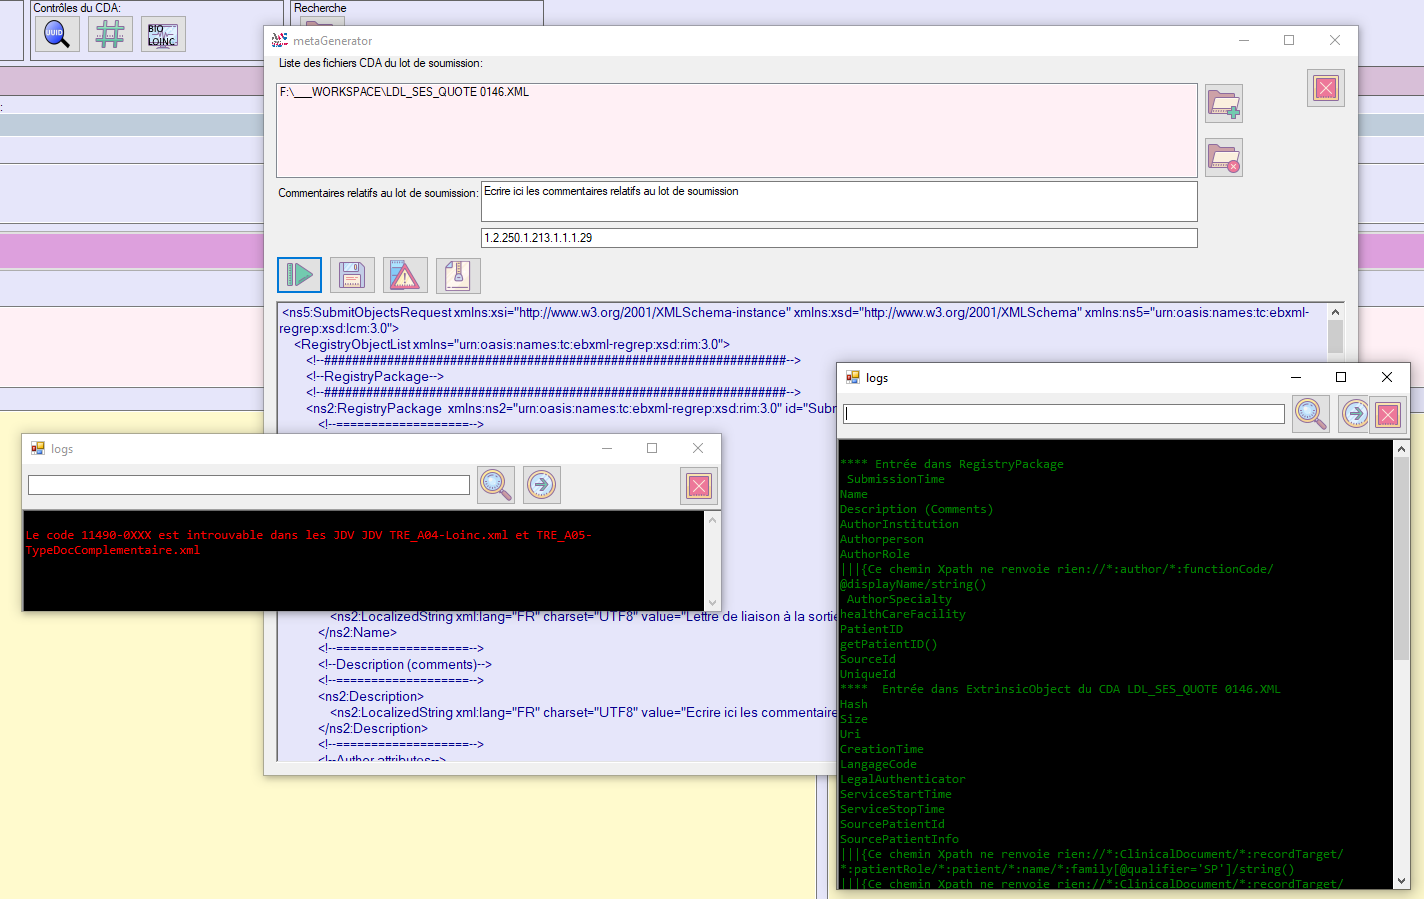 Contrôles du CDA:
Recherche
UUID
BIO
LOINC
:
metaGenerator
Liste des fichiers CDA du lot de soumission:
F:\___WORKSPACE\LDL_SES_QUOTE 0146.XML
Commentaires relatifs au lot de soumission:
Ecrire ici les commentaires relatifs au lot de soumission
1.2.250.1.213.1.1.1.29
<ns5:SubmitObjectsRequest xmlns:xsi="http://www.w3.org/2001/XMLSchema-instance" xmlns:xsd="http://www.w3.org/2001/XMLSchema" xmlns:ns5="urn:oasis:names:tc:ebxml-
regrep:xsd:lcm:3.0">
<RegistryObjectList xmlns="urn:oasis:names:tc:ebxml-regrep:xsd:rim:3.0">
<!--##################################################################-->
<!--RegistryPackage-->
<!--##################################################################-->
<ns2:RegistryPackage xmlns:ns2="urn:oasis:names:tc:ebxml-regrep:xsd:rim:3.0" id="Sub
<!--===================-->
<ns2:LocalizedString xml:lang="FR" charset="UTF8" value="Lettre de liaison à la sortie
</ns2:Name>
<!--===================-->
<!--Description (comments)-->
<!--===================-->
<ns2:Description>
<ns2:LocalizedString xml:lang="FR" charset="UTF8" value="Ecrire ici les commentaire
</ns2:Description>
<!--===================-->
<!--Author attributes-->
logs
Le code 11490-0XXX est introuvable dans les JDV JDV TRE_A04-Loinc.xml et TRE_A05-
TypeDocComplementaire.xml
logs
**** Entrée dans RegistryPackage
SubmissionTime
Name
Description (Comments)
AuthorInstitution
Authorperson
AuthorRole
|||{Ce chemin Xpath ne renvoie rien://*:author/*:functionCode/
@displayName/string()
AuthorSpecialty
healthCareFacility
PatientID
getPatientID()
SourceId
UniqueId
**** Entrée dans ExtrinsicObject du CDA LDL_SES_QUOTE 0146.XML
Hash
Size
Uri
CreationTime
LangageCode
LegalAuthenticator
ServiceStartTime
ServiceStopTime
SourcePatientId
SourcePatientInfo
|||{Ce chemin Xpath ne renvoie rien://*:ClinicalDocument/*:recordTarget/
*:patientRole/*:patient/*:name/*:family[@qualifier='SP']/string()
|||{Ce chemin Xpath ne renvoie rien://*:ClinicalDocument/*:recordTarget/